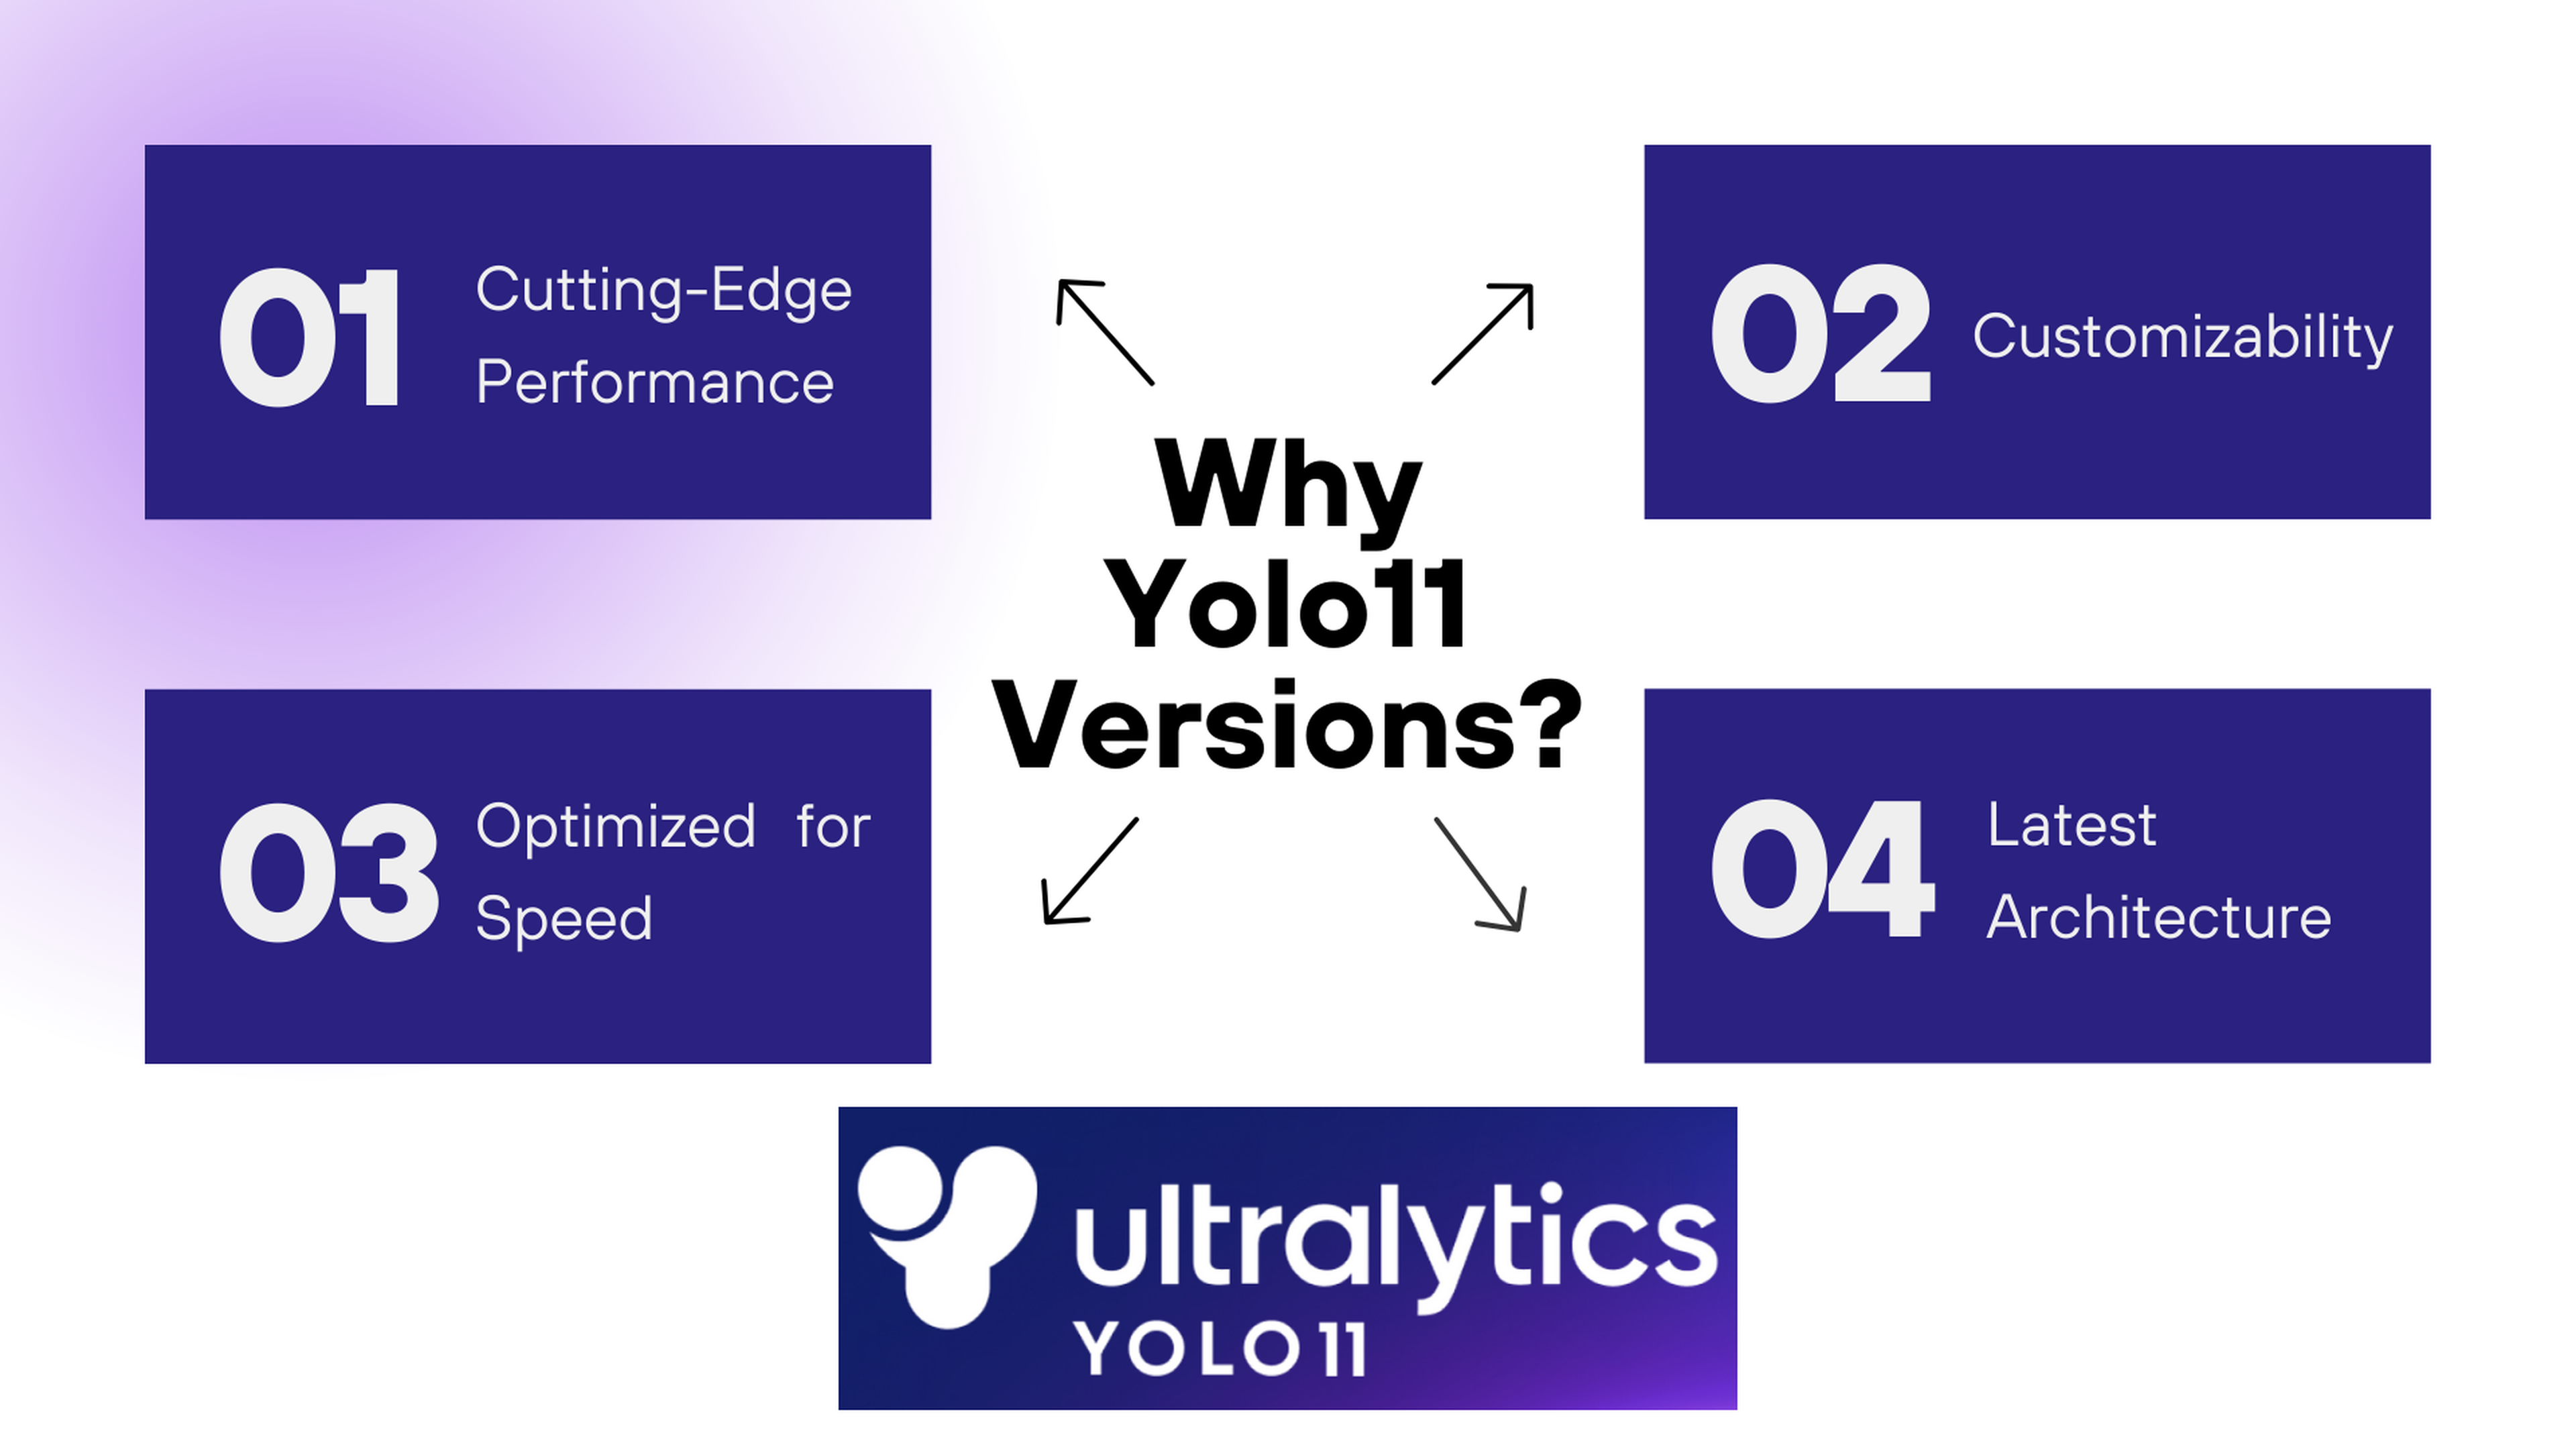 01
Cutting-Edge
Performance
02
Customizability
Why
Yolo11
Versions?
03
Optimized for
Speed
04
Latest
Architecture
ultralytics
YOLO11